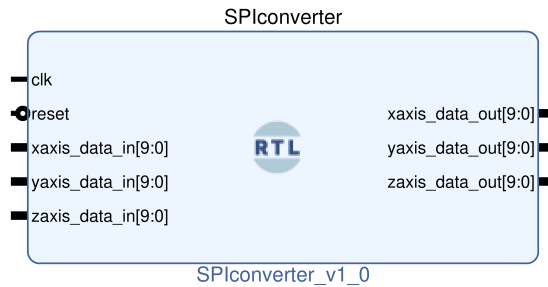 SPIconverter
clk
reset
xaxis_data_in[9:0]
yaxis_data_in[9:0]
zaxis_data_in[9:0]
RTL
xaxis_data_out[9:0]
yaxis_data_out[9:0]
zaxis_data_out[9:0]
SPIconverter_v1_0